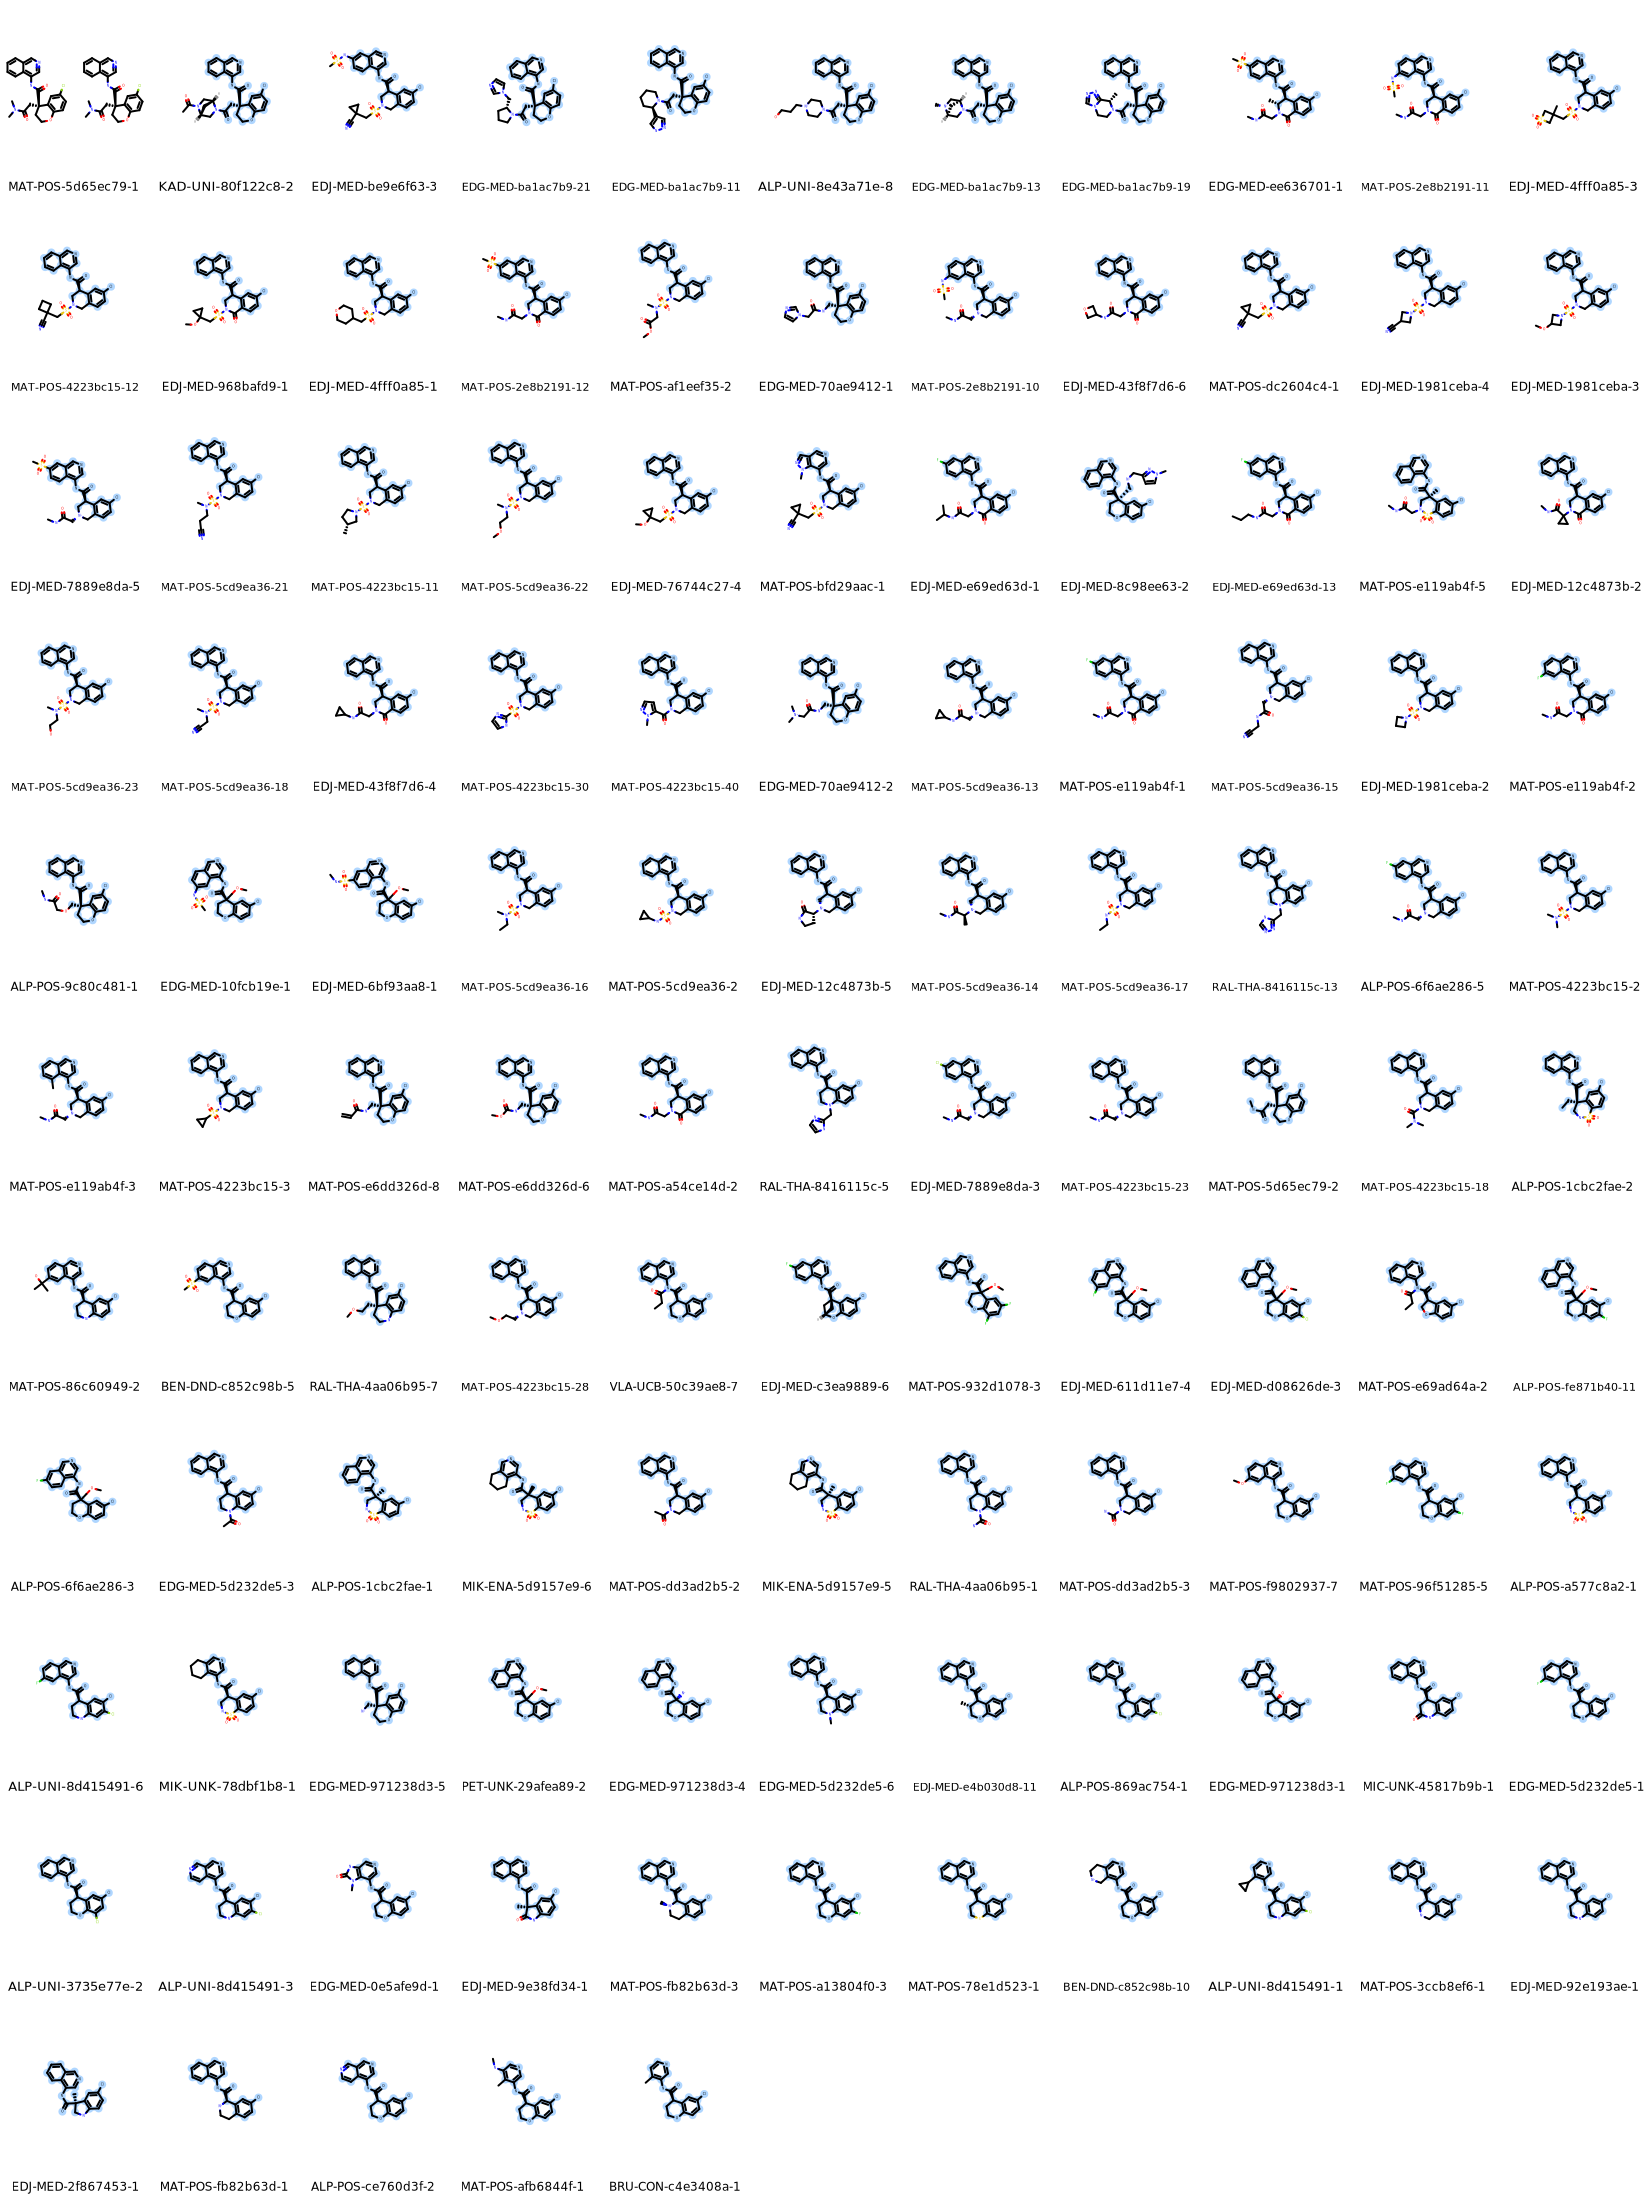 MAT-POS-5d65ec79-1 KAD-UNI-80f122c8-2 EDJ-MED-be9e6f63-3 EDG-MED-ba1ac7b9-21 EDG-MED-ba1ac7b9-11 ALP-UNI-8e43a71e-8 EDG-MED-ba1ac7b9-13 EDG-MED-ba1ac7b9-19 EDG-MED-ee636701-1 MAT-POS-2e8b2191-11 EDJ-MED-4fff0a85-3
MAT-POS-4223bc15-12 EDJ-MED-968bafd9-1 EDJ-MED-4fff0a85-1 MAT-POS-2e8b2191-12 MAT-POS-af1eef35-2 EDG-MED-70ae9412-1 MAT-POS-2e8b2191-10 EDJ-MED-43f8f7d6-6 MAT-POS-dc2604c4-1 EDJ-MED-1981ceba-4 EDJ-MED-1981ceba-3
EDJ-MED-7889e8da-5 MAT-POS-5cd9ea36-21 MAT-POS-4223bc15-11 MAT-POS-5cd9ea36-22 EDJ-MED-76744c27-4 MAT-POS-bfd29aac-1 EDJ-MED-e69ed63d-1 EDJ-MED-8c98ee63-2 EDJ-MED-e69ed63d-13 MAT-POS-e119ab4f-5 EDJ-MED-12c4873b-2
MAT-POS-5cd9ea36-23 MAT-POS-5cd9ea36-18 EDJ-MED-43f8f7d6-4 MAT-POS-4223bc15-30 MAT-POS-4223bc15-40 EDG-MED-70ae9412-2 MAT-POS-5cd9ea36-13 MAT-POS-e119ab4f-1 MAT-POS-5cd9ea36-15 EDJ-MED-1981ceba-2 MAT-POS-e119ab4f-2
ALP-POS-9c80c481-1 EDG-MED-10fcb19e-1 EDJ-MED-6bf93aa8-1 MAT-POS-5cd9ea36-16 MAT-POS-5cd9ea36-2 EDJ-MED-12c4873b-5 MAT-POS-5cd9ea36-14 MAT-POS-5cd9ea36-17 RAL-THA-8416115c-13 ALP-POS-6f6ae286-5 MAT-POS-4223bc15-2
MAT-POS-e119ab4f-3 MAT-POS-4223bc15-3 MAT-POS-e6dd326d-8 MAT-POS-e6dd326d-6 MAT-POS-a54ce14d-2 RAL-THA-8416115c-5 EDJ-MED-7889e8da-3 MAT-POS-4223bc15-23 MAT-POS-5d65ec79-2 MAT-POS-4223bc15-18 ALP-POS-1cbc2fae-2
MAT-POS-86c60949-2 BEN-DND-c852c98b-5 RAL-THA-4aa06b95-7 MAT-POS-4223bc15-28 VLA-UCB-50c39ae8-7 EDJ-MED-c3ea9889-6 MAT-POS-932d1078-3 EDJ-MED-611d11e7-4 EDJ-MED-d08626de-3 MAT-POS-e69ad64a-2 ALP-POS-fe871b40-11
ALP-POS-6f6ae286-3 EDG-MED-5d232de5-3 ALP-POS-1cbc2fae-1 MIK-ENA-5d9157e9-6 MAT-POS-dd3ad2b5-2 MIK-ENA-5d9157e9-5 RAL-THA-4aa06b95-1 MAT-POS-dd3ad2b5-3 MAT-POS-f9802937-7 MAT-POS-96f51285-5 ALP-POS-a577c8a2-1
ALP-UNI-8d415491-6 MIK-UNK-78dbf1b8-1 EDG-MED-971238d3-5 PET-UNK-29afea89-2 EDG-MED-971238d3-4 EDG-MED-5d232de5-6 EDJ-MED-e4b030d8-11 ALP-POS-869ac754-1 EDG-MED-971238d3-1 MIC-UNK-45817b9b-1 EDG-MED-5d232de5-1
ALP-UNI-3735e77e-2 ALP-UNI-8d415491-3 EDG-MED-0e5afe9d-1 EDJ-MED-9e38fd34-1 MAT-POS-fb82b63d-3 MAT-POS-a13804f0-3 MAT-POS-78e1d523-1 BEN-DND-c852c98b-10 ALP-UNI-8d415491-1 MAT-POS-3ccb8ef6-1 EDJ-MED-92e193ae-1
EDJ-MED-2f867453-1 MAT-POS-fb82b63d-1 ALP-POS-ce760d3f-2 MAT-POS-afb6844f-1 BRU-CON-c4e3408a-1